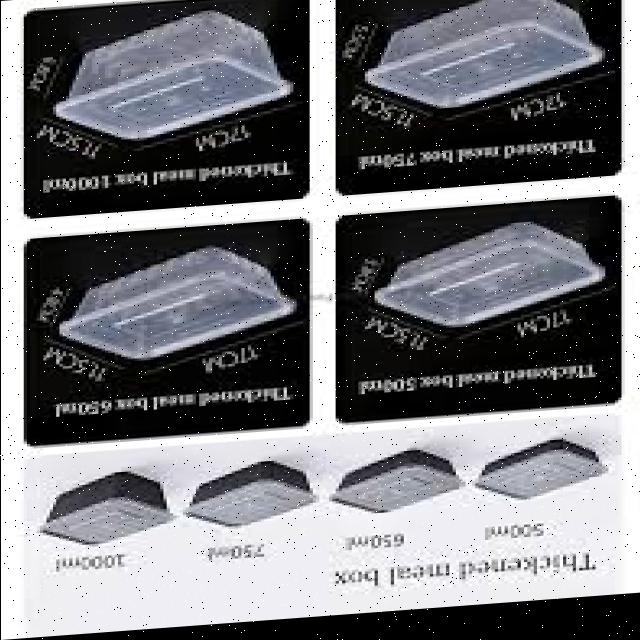 Thickened meal box
500ml 650ml 750ml 1000ml
Thickened meal box 500ml
17CM 11.5CM
Thickened meal box 650ml
17CM 11.5CM
Thickened meal box 750ml
17CM 11.5CM
Thickened meal box 1000ml
17CM 11.5CM